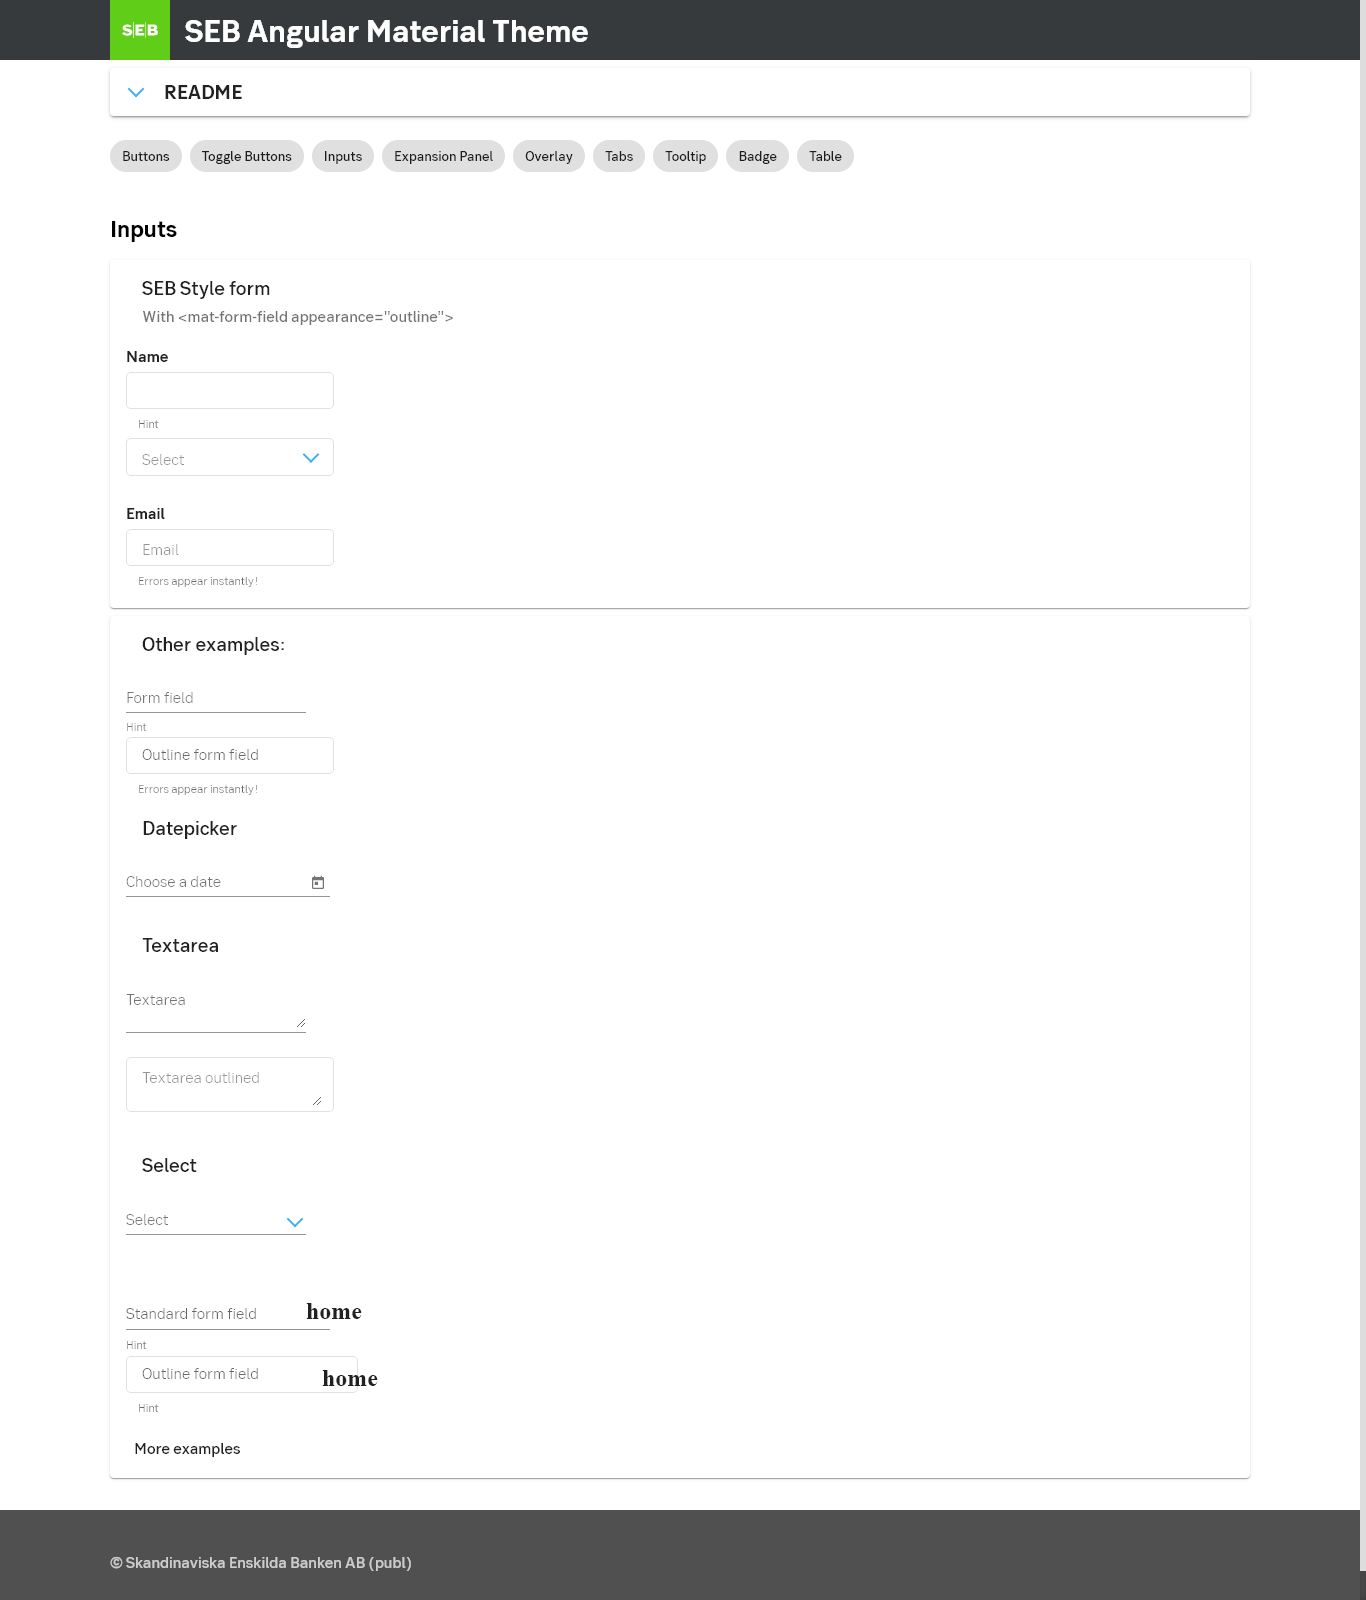 SEB
SEB Angular Material Theme
README
Buttons Toggle Buttons Inputs Expansion Panel Overlay Tabs Tooltip Badge Table
Inputs
SEB Style form
With <mat-form-field appearance="outline">
Name
Hint
Select
Email
Email
Errors appear instantly!
Other examples:
Form field
Hint
Outline form field
Errors appear instantly!
Datepicker
Choose a date
Textarea
Textarea
Textarea outlined
Select
Select
Standard form field home
Hint
Outline form field home
Hint
More examples
© Skandinaviska Enskilda Banken AB (publ)